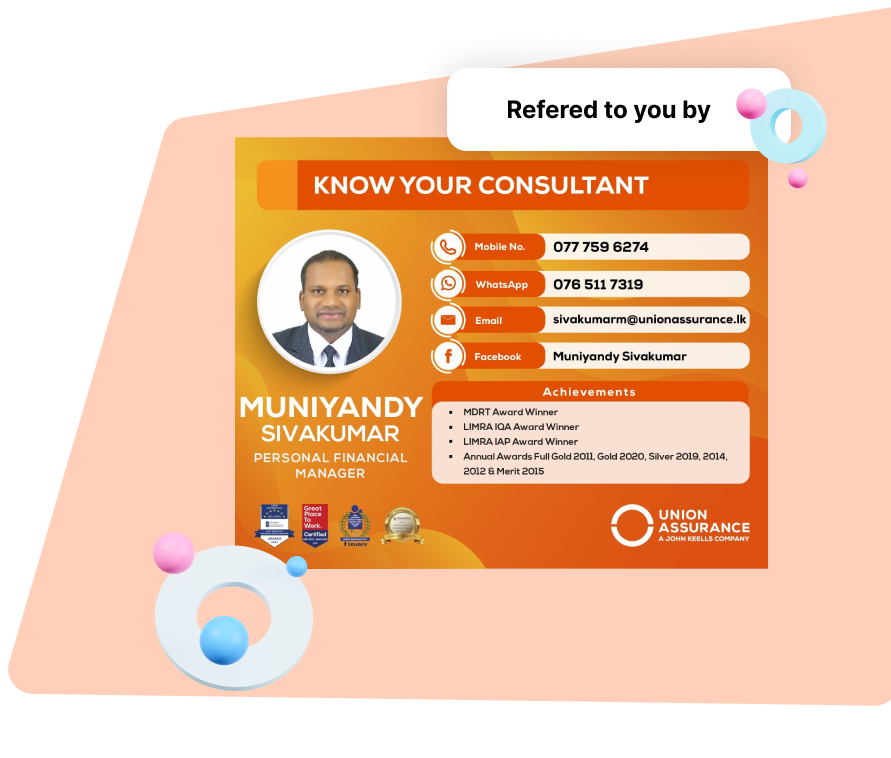 Refered to you by
KNOW YOUR CONSULTANT
Mobile No. 077 759 6274
WhatsApp 076 511 7319
Email sivakumarm@unionassurance.lk
Facebook Muniyandy Sivakumar
MUNIYANDY
SIVAKUMAR
PERSONAL FINANCIAL
MANAGER
Achievements
▪ MDRT Award Winner
▪ LIMRA IQA Award Winner
▪ LIMRA IAP Award Winner
▪ Annual Awards Full Gold 2011, Gold 2020, Silver 2019, 2014,
2012 & Merit 2015
Great
Place
To
Work.
Certified
Finance
UNION
ASSURANCE
A JOHN KEELLS COMPANY